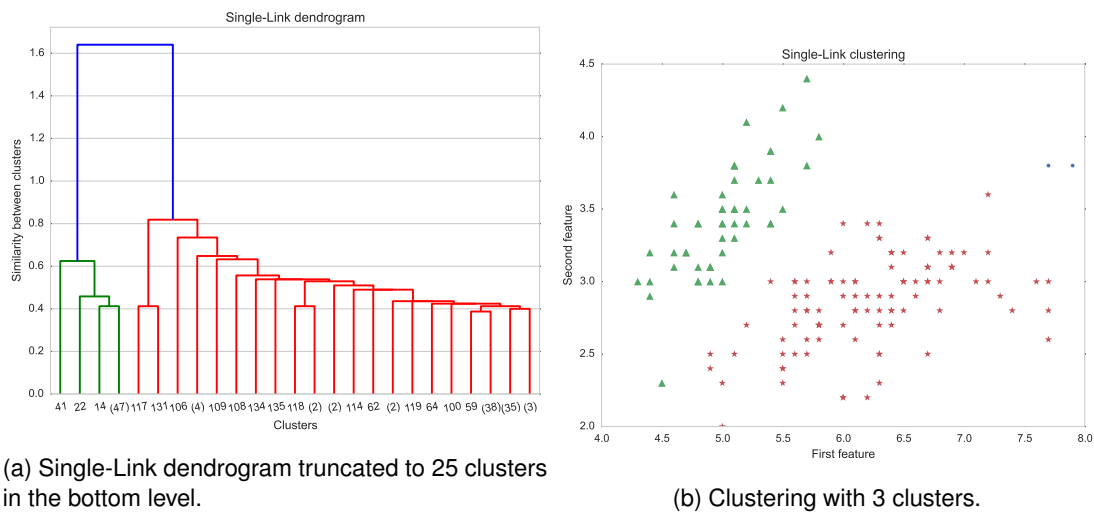 Single-Link dendrogram
1.6
1.4
1.2
1.0
0.8
0.6
0.4
0.2
0.0
Similarity between clusters
41 22 14 (47) 117 131 106 (4) 109 108 134 135 118 (2) (2) 114 62 (2) 119 64 100 59 (38) (35) (3)
Clusters
(a) Single-Link dendrogram truncated to 25 clusters
in the bottom level.
Single-Link clustering
4.5
4.0
3.5
3.0
2.5
2.0
Second feature
4.0 4.5 5.0 5.5 6.0 6.5 7.0 7.5 8.0
First feature
(b) Clustering with 3 clusters.